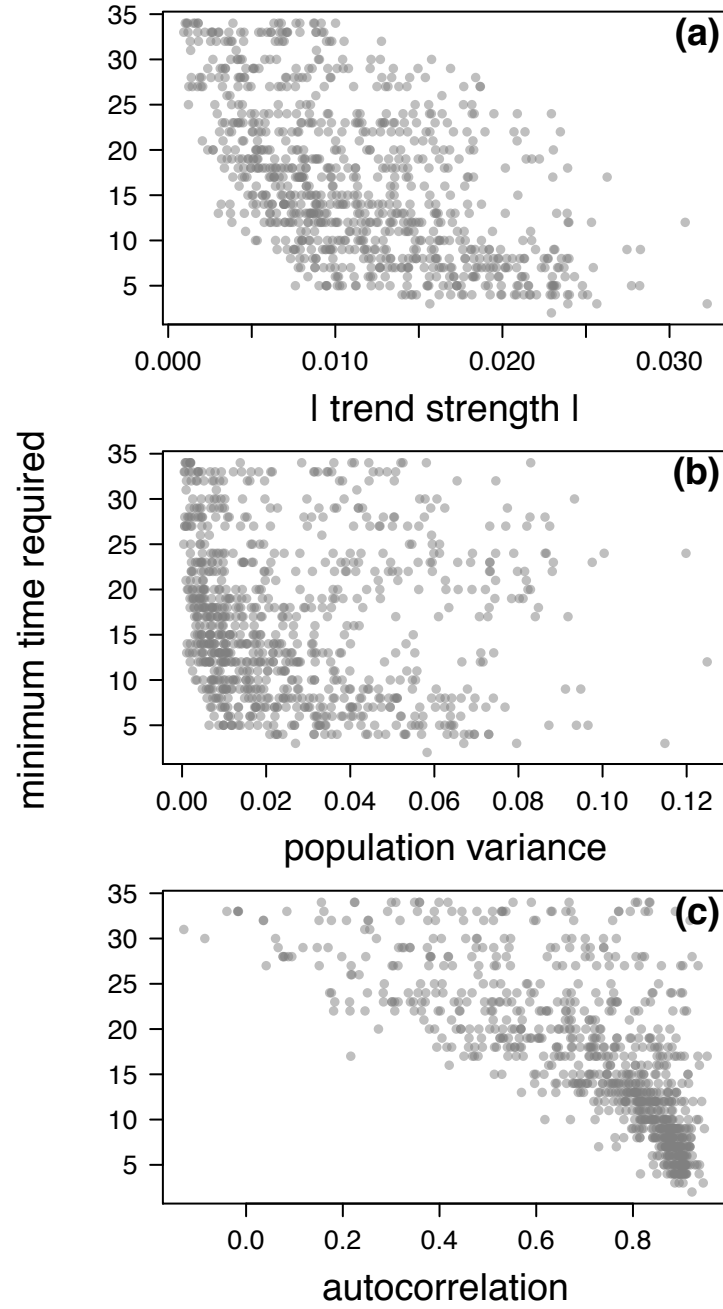 minimum time required
35
(a)
30
25
20
15
10
5
0.000 0.010 0.020 0.030
| trend strength |
35
(b)
30
25
20
15
10
5
0.00 0.02 0.04 0.06 0.08 0.10 0.12
population variance
35
(c)
30
25
20
15
10
5
0.0 0.2 0.4 0.6 0.8
autocorrelation